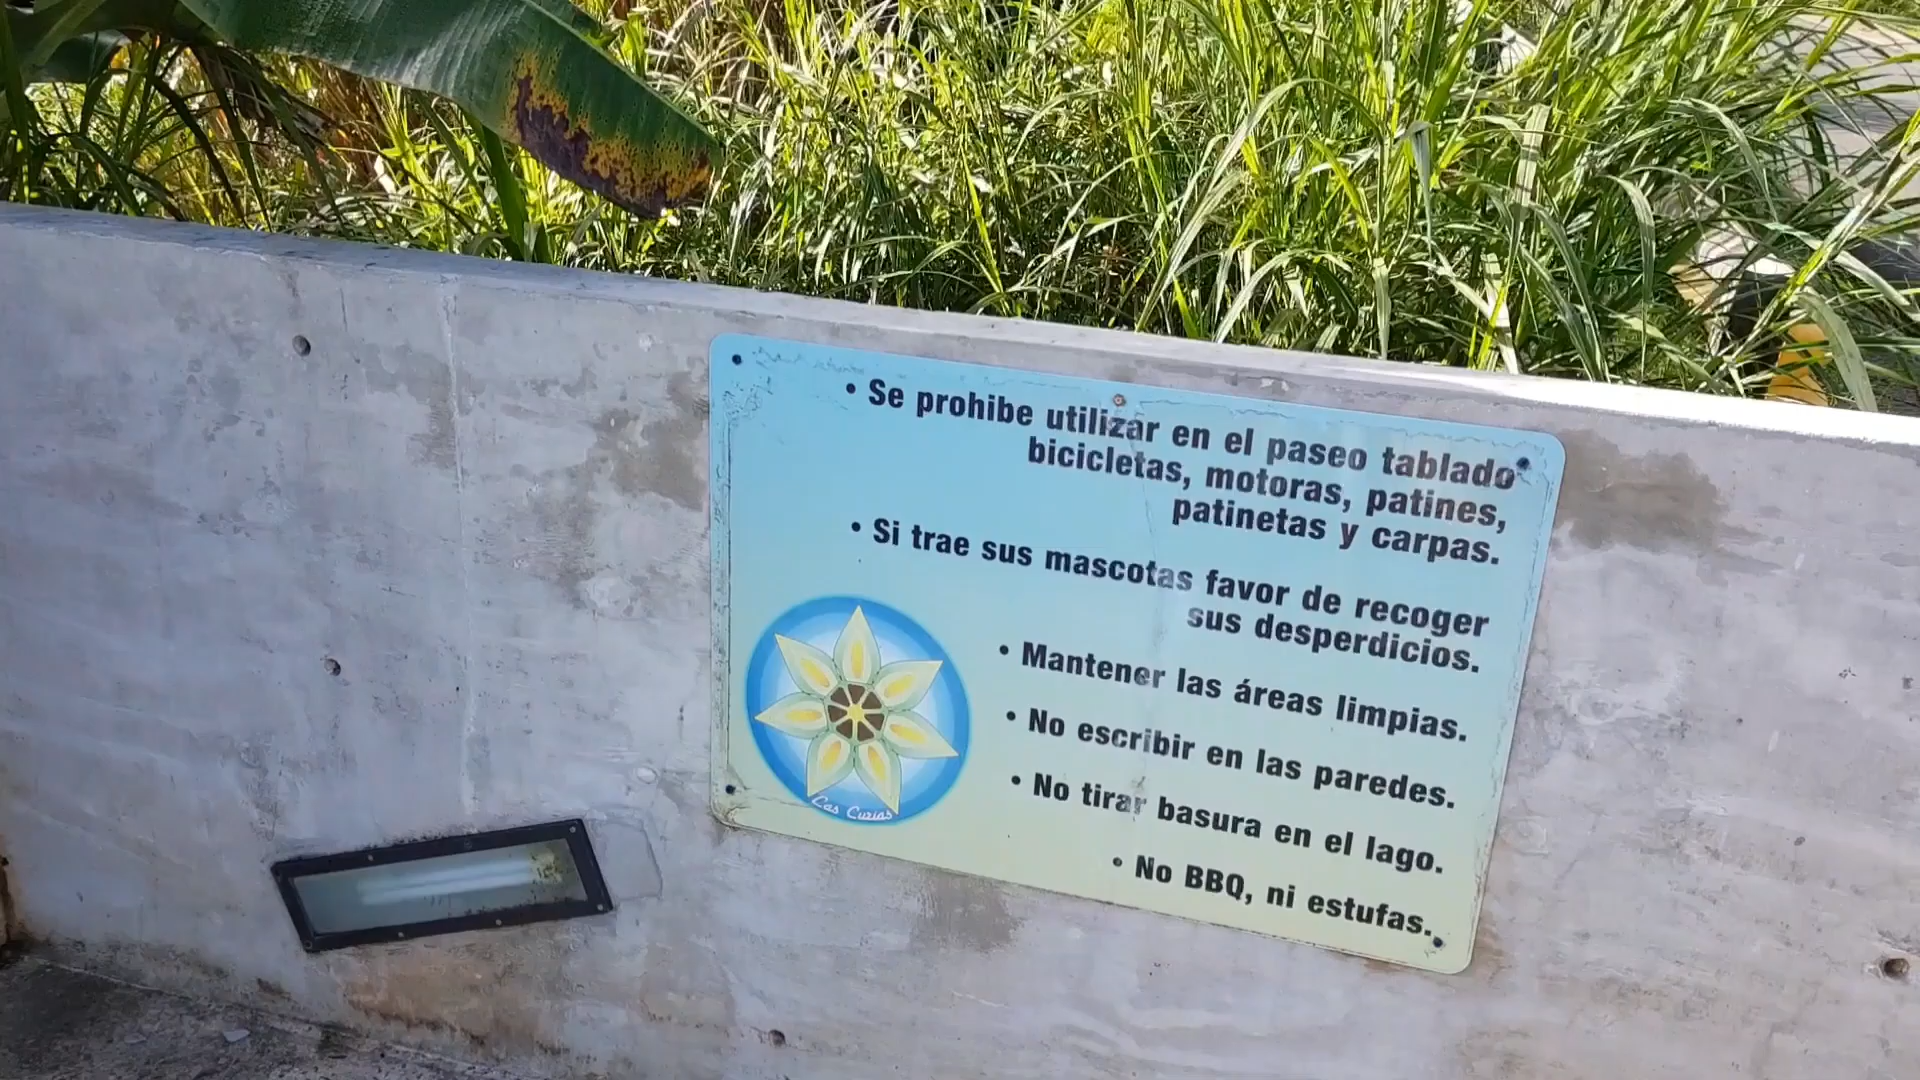 • Se prohibe utilizar en el paseo tablado
bicicletas, motoras, patines,
patinetas y carpas.
• Si trae sus mascotas favor de recoger
sus desperdicios.
• Mantener las áreas limpias.
• No escribir en las paredes.
• No tirar basura en el lago.
• No BBQ, ni estufas.
Las Curías